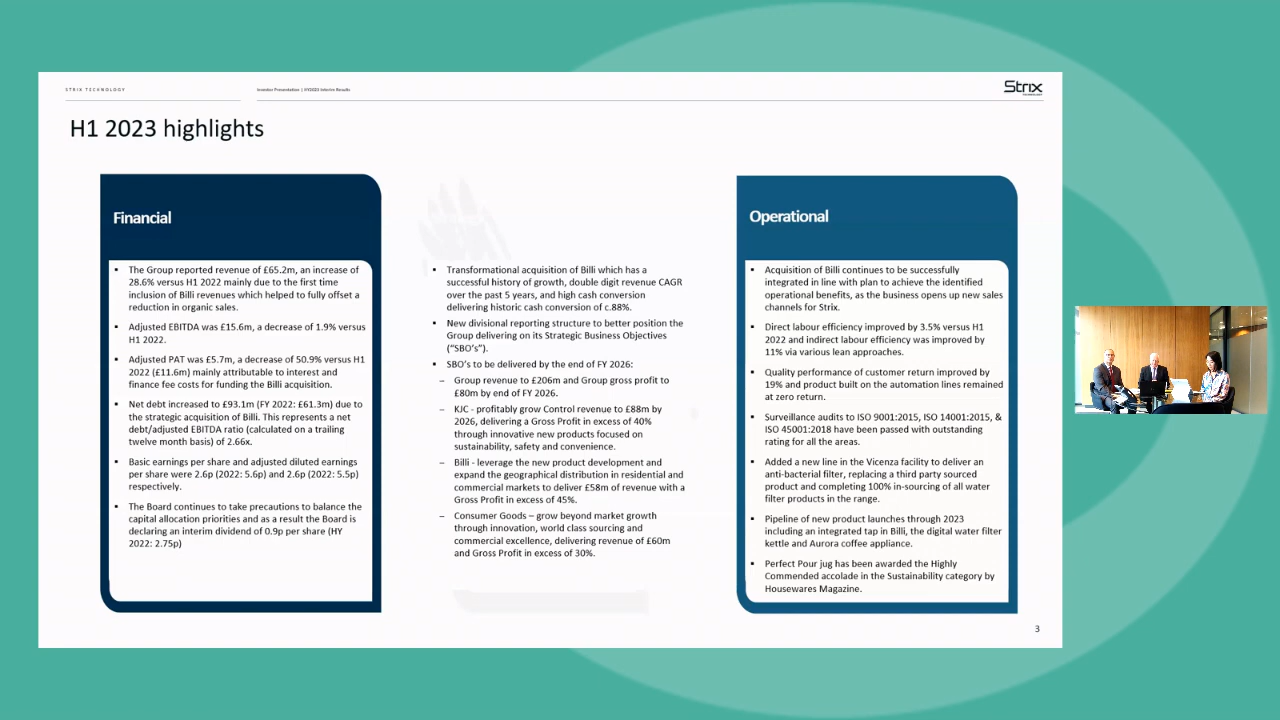 STRIX TECHNOLOGY
Investor Presentation | HY2023 Interim Results
Strix
H1 2023 highlights
Financial
▪ The Group reported revenue of £65.2m, an increase of
28.6% versus H1 2022 mainly due to the first time
inclusion of Billi revenues which helped to fully offset a
reduction in organic sales.
▪ Adjusted EBITDA was £15.6m, a decrease of 1.9% versus
H1 2022.
▪ Adjusted PAT was £5.7m, a decrease of 50.9% versus H1
2022 (£11.6m) mainly attributable to interest and
finance fee costs for funding the Billi acquisition.
▪ Net debt increased to £93.1m (FY 2022: £61.3m) due to
the strategic acquisition of Billi. This represents a net
debt/adjusted EBITDA ratio (calculated on a trailing
twelve month basis) of 2.66x.
▪ Basic earnings per share and adjusted diluted earnings
per share were 2.6p (2022: 5.6p) and 2.6p (2022: 5.5p)
respectively.
▪ The Board continues to take precautions to balance the
capital allocation priorities and as a result the Board is
declaring an interim dividend of 0.9p per share (HY
2022: 2.75p)
▪ Transformational acquisition of Billi which has a
successful history of growth, double digit revenue CAGR
over the past 5 years, and high cash conversion
delivering historic cash conversion of c.88%.
▪ New divisional reporting structure to better position the
Group delivering on its Strategic Business Objectives
("SBO's").
▪ SBO's to be delivered by the end of FY 2026:
– Group revenue to £206m and Group gross profit to
£80m by end of FY 2026.
– KJC - profitably grow Control revenue to £88m by
2026, delivering a Gross Profit in excess of 40%
through innovative new products focused on
sustainability, safety and convenience.
– Billi - leverage the new product development and
expand the geographical distribution in residential and
commercial markets to deliver £58m of revenue with a
Gross Profit in excess of 45%.
– Consumer Goods – grow beyond market growth
through innovation, world class sourcing and
commercial excellence, delivering revenue of £60m
and Gross Profit in excess of 30%.
Operational
▪ Acquisition of Billi continues to be successfully
integrated in line with plan to achieve the identified
operational benefits, as the business opens up new sales
channels for Strix.
▪ Direct labour efficiency improved by 3.5% versus H1
2022 and indirect labour efficiency was improved by
11% via various lean approaches.
▪ Quality performance of customer return improved by
19% and product built on the automation lines remained
at zero return.
▪ Surveillance audits to ISO 9001:2015, ISO 14001:2015, &
ISO 45001:2018 have been passed with outstanding
rating for all the areas.
▪ Added a new line in the Vicenza facility to deliver an
anti-bacterial filter, replacing a third party sourced
product and completing 100% in-sourcing of all water
filter products in the range.
▪ Pipeline of new product launches through 2023
including an integrated tap in Billi, the digital water filter
kettle and Aurora coffee appliance.
▪ Perfect Pour jug has been awarded the Highly
Commended accolade in the Sustainability category by
Housewares Magazine.
3